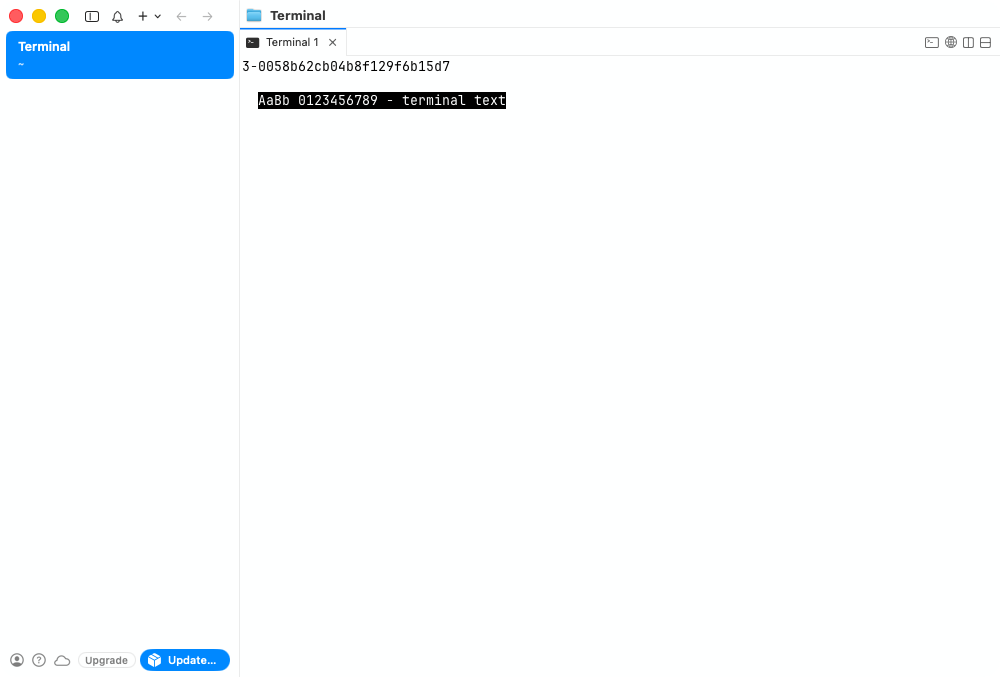 Terminal
~
Terminal
Terminal 1
3-0058b62cb04b8f129f6b15d7
AaBb 0123456789 - terminal text
Upgrade
Update...